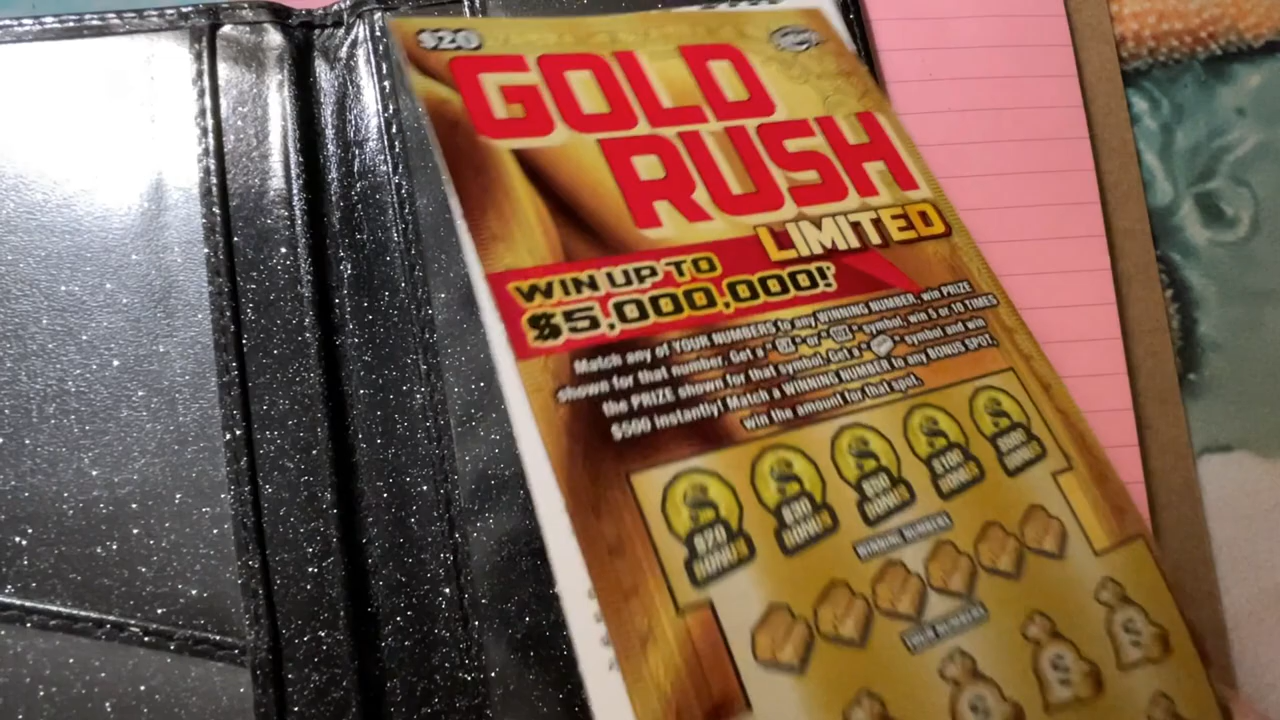 $20
GOLD
RUSH
LIMITED
WIN UP TO
$5,000,000!
Match any of YOUR NUMBERS to any WINNING NUMBER, win PRIZE
shown for that number. Get a " " or " " symbol, win 5 or 10 TIMES
the PRIZE shown for that symbol. Get a " " symbol and win
$500 instantly! Match a WINNING NUMBER to any BONUS SPOT,
win the amount for that spot.
$20 BONUS
$30 BONUS
$50 BONUS
$100 BONUS
$500 BONUS
WINNING NUMBERS
YOUR NUMBERS